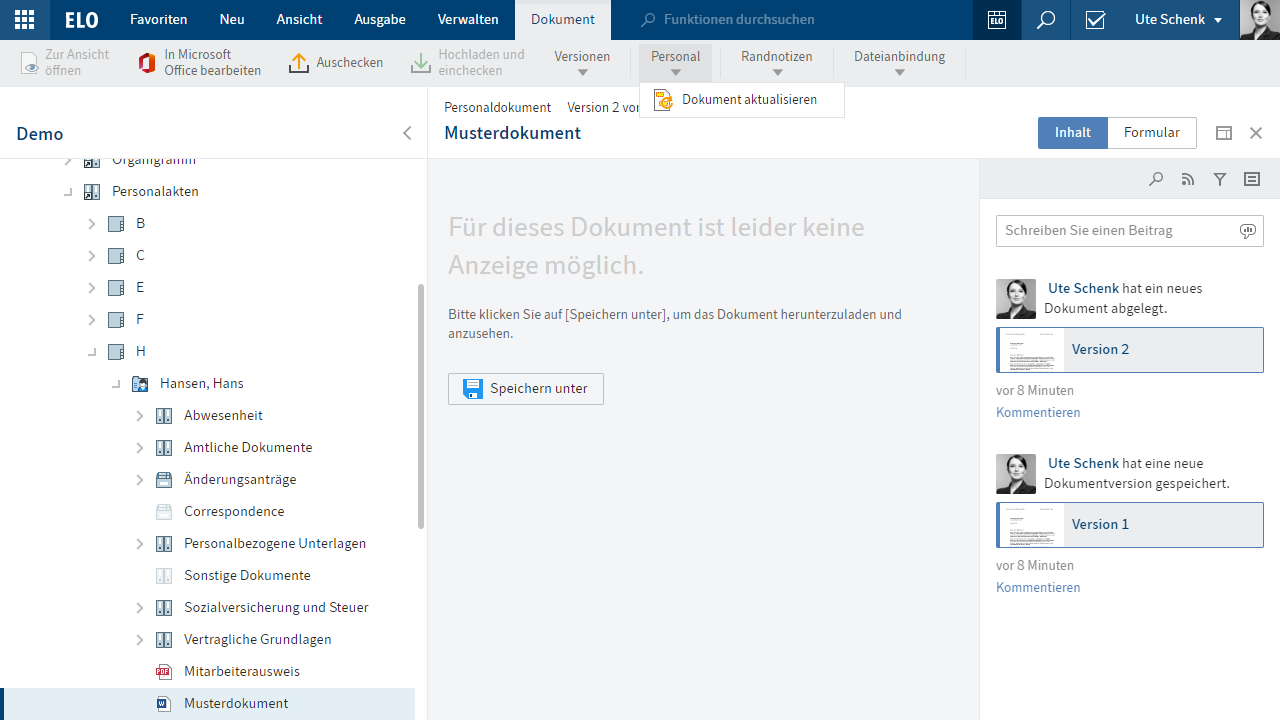 ELO Favoriten Neu Ansicht Ausgabe Verwalten Dokument Funktionen durchsuchen ELO Ute Schenk
Zur Ansicht öffnen
In Microsoft Office bearbeiten
Auschecken
Hochladen und einchecken
Versionen
Personal
Randnotizen
Dateianbindung
Dokument aktualisieren
Demo
Organigramm
Personalakten
B
C
E
F
H
Hansen, Hans
Abwesenheit
Amtliche Dokumente
Änderungsanträge
Correspondence
Personalbezogene Unterlagen
Sonstige Dokumente
Sozialversicherung und Steuer
Vertragliche Grundlagen
PDF Mitarbeiterausweis
W Musterdokument
Personaldokument Version 2 vor
Musterdokument
Inhalt Formular
Für dieses Dokument ist leider keine
Anzeige möglich.
Bitte klicken Sie auf [Speichern unter], um das Dokument herunterzuladen und
anzusehen.
Speichern unter
Schreiben Sie einen Beitrag
Ute Schenk hat ein neues
Dokument abgelegt.
Version 2
vor 8 Minuten
Kommentieren
Ute Schenk hat eine neue
Dokumentversion gespeichert.
Version 1
vor 8 Minuten
Kommentieren